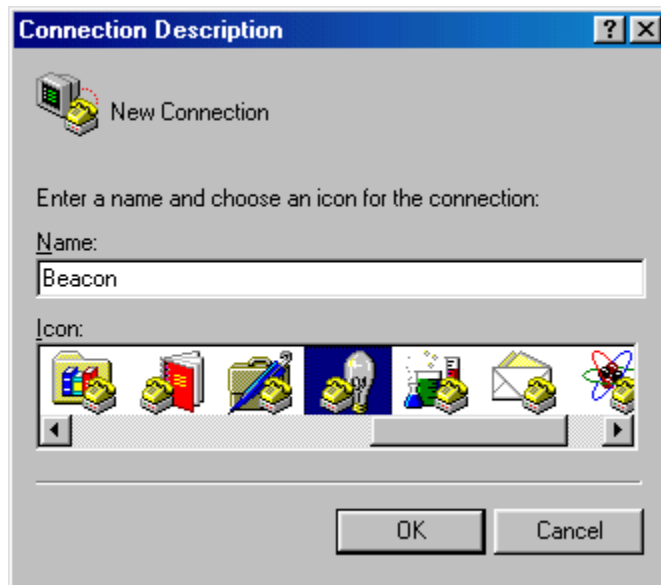 Connection Description
New Connection
Enter a name and choose an icon for the connection:
Name:
Beacon
Icon:
OK Cancel